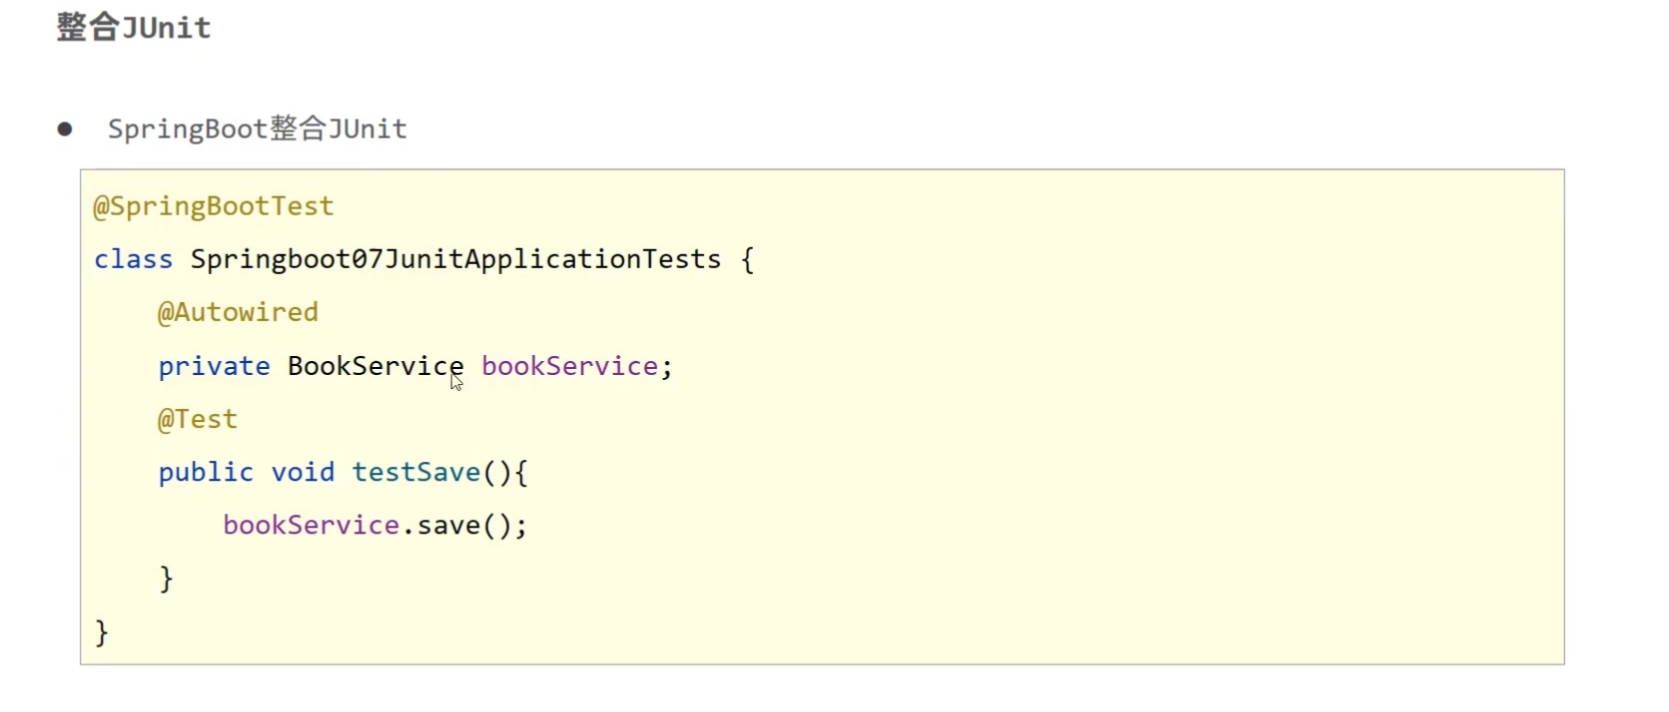 整合JUnit
● SpringBoot整合JUnit
@SpringBootTest
class Springboot07JunitApplicationTests {
    @Autowired
    private BookService bookService;
    @Test
    public void testSave(){
        bookService.save();
    }
}